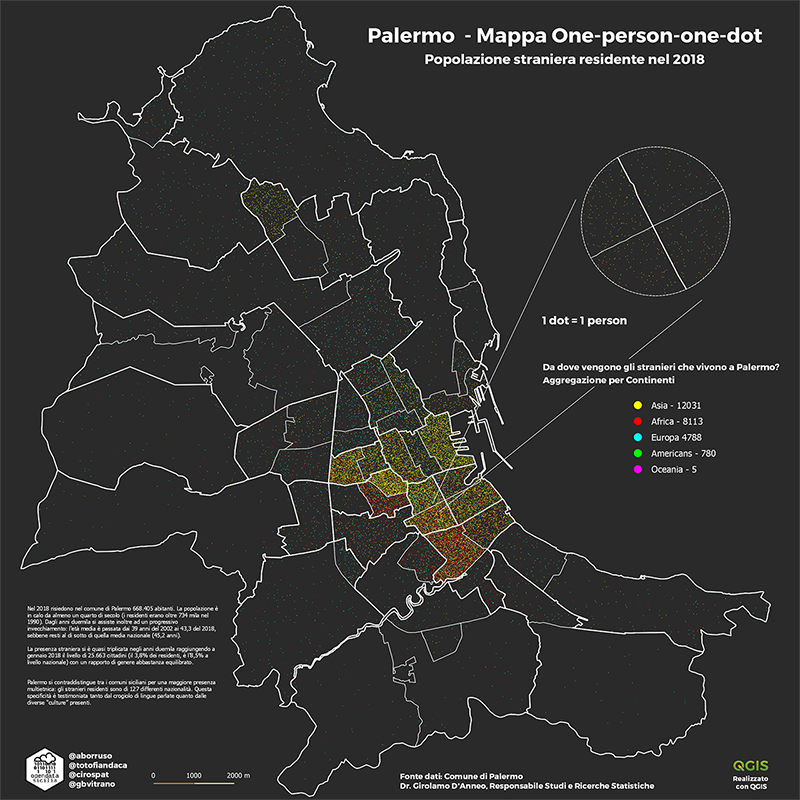 Palermo - Mappa One-person-one-dot
Popolazione straniera residente nel 2018
1 dot = 1 person
Da dove vengono gli stranieri che vivono a Palermo?
Aggregazione per Continenti
Asia - 12031
Africa - 8113
Europa 4788
Americans - 780
Oceania - 5
Nel 2018 risiedono nel comune di Palermo 668.405 abitanti. La popolazione è
in calo da almeno un quarto di secolo (i residenti erano oltre 734 mila nel
1990). Dagli anni duemila si assiste inoltre ad un progressivo
invecchiamento: l'età media è passata dai 39 anni del 2002 ai 43,3 del 2018,
sebbene resti al di sotto di quella media nazionale (45,2 anni).
La presenza straniera si è quasi triplicata negli anni duemila raggiungendo a
gennaio 2018 il livello di 25.663 cittadini (il 3,8% dei residenti, è l'8,5% a
livello nazionale) con un rapporto di genere abbastanza equilibrato.
Palermo si contraddistingue tra i comuni siciliani per una maggiore presenza
multietnica: gli stranieri residenti sono di 127 differenti nazionalità. Questa
specificità è testimoniata tanto dal crogiolo di lingue parlate quanto dalle
diverse "culture" presenti.
opendata
sicilia
@aborruso
@totofiandaca
@cirospat
@gbvitrano
0 1000 2000 m
Fonte dati: Comune di Palermo
Dr. Girolamo D'Anneo, Responsabile Studi e Ricerche Statistiche
QGIS
Realizzato
con QGIS